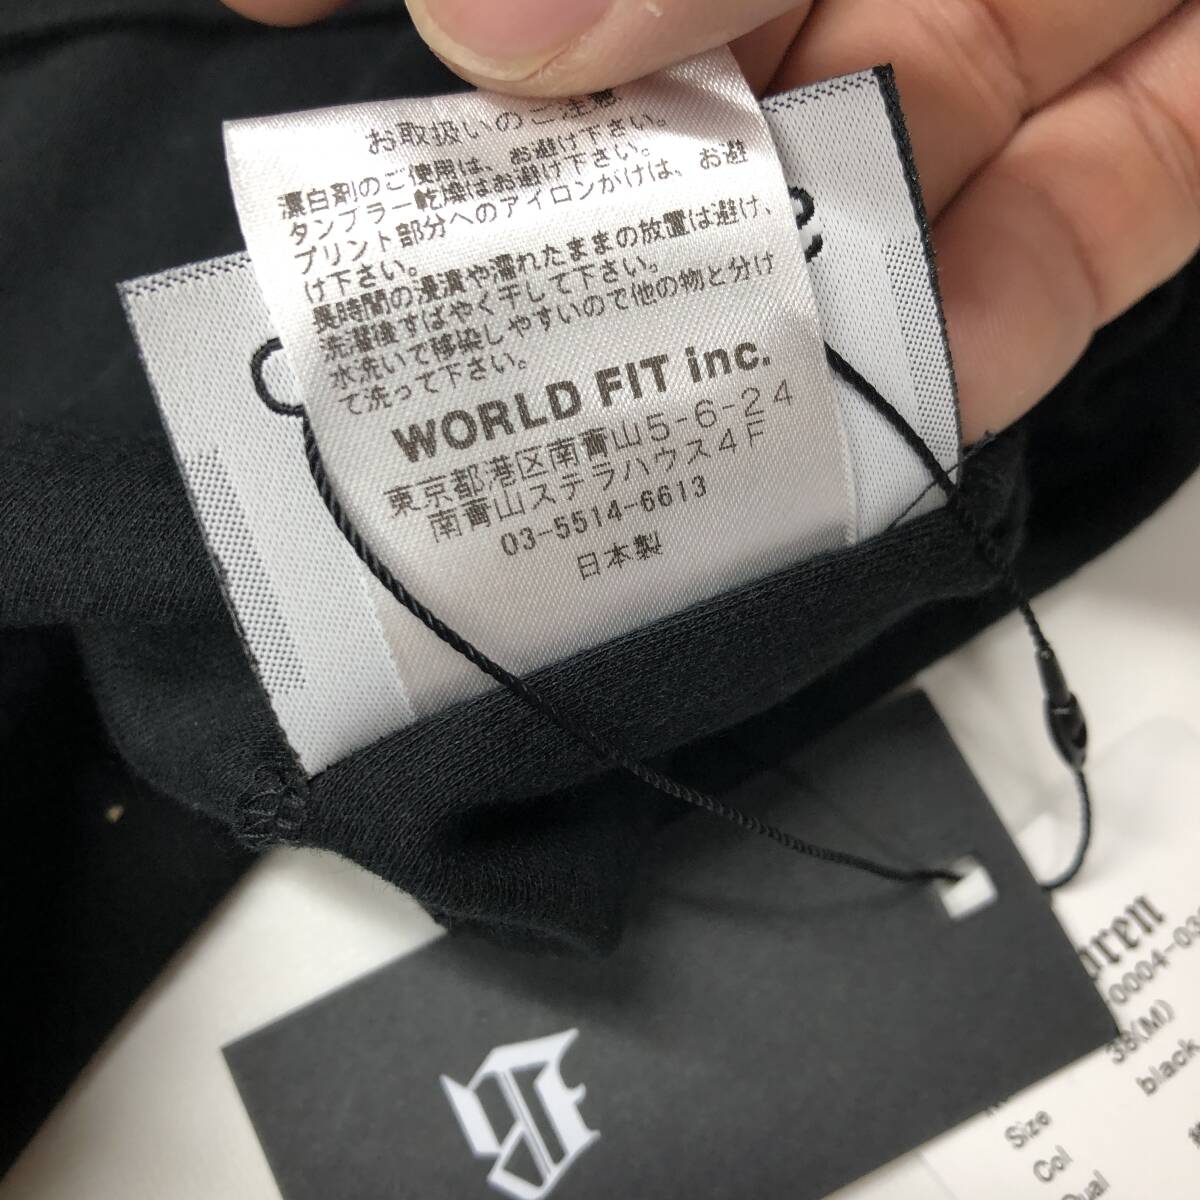 お取扱いのご注意
漂白剤のご使用は、お避け下さい。
タンブラー乾燥はお避け下さい。
プリント部分へのアイロンがけは、お避
け下さい。
長時間の浸漬や濡れたままの放置は避け、
洗濯後すばやく干して下さい。
水洗いで移染しやすいので他の物と分け
て洗って下さい。
WORLD FIT inc.
東京都港区南青山5-6-24
南青山ステラハウス4F
03-5514-6613
日本製
0004-03
Size 38(M)
Col black